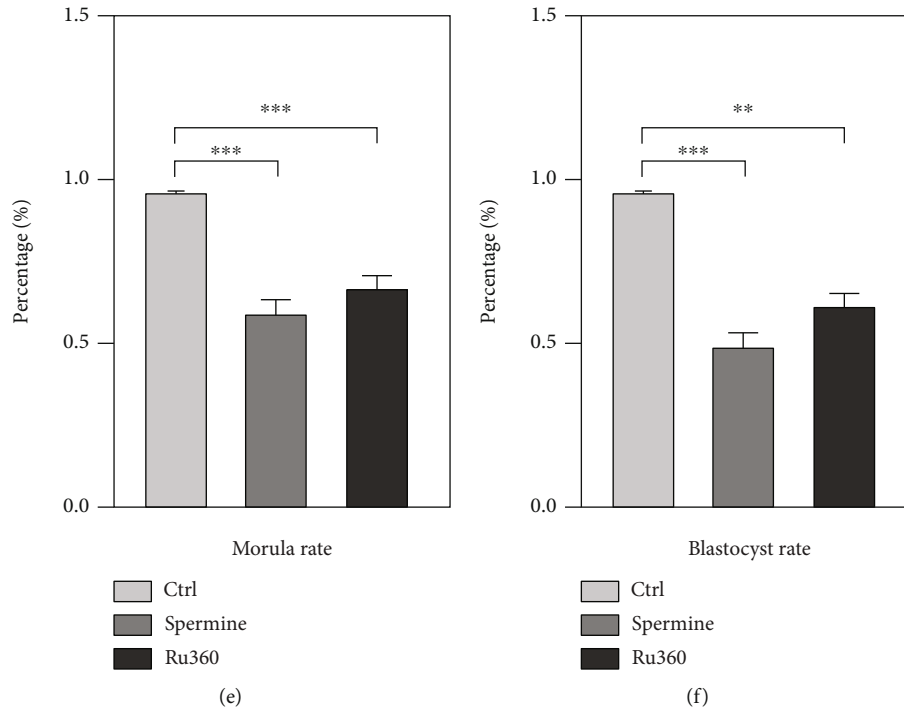 1.5
***
***
1.0
Percentage (%)
0.5
0.0
Morula rate
Ctrl
Spermine
Ru360
(e)
1.5
**
***
1.0
Percentage (%)
0.5
0.0
Blastocyst rate
Ctrl
Spermine
Ru360
(f)